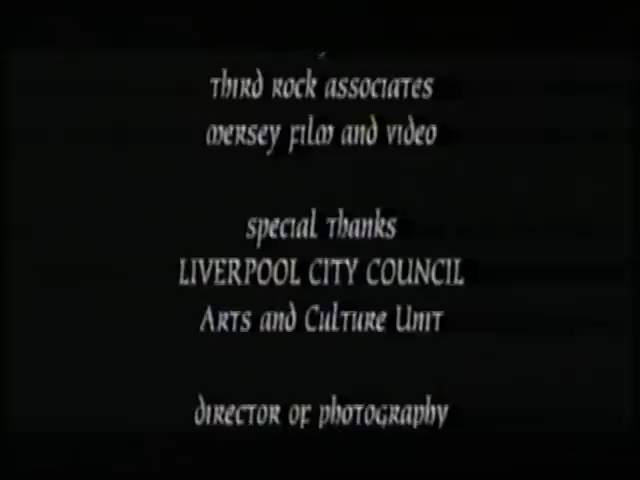 Third Rock Associates
Mersey Film and Video
special thanks
LIVERPOOL CITY COUNCIL
Arts and Culture Unit
director of photography